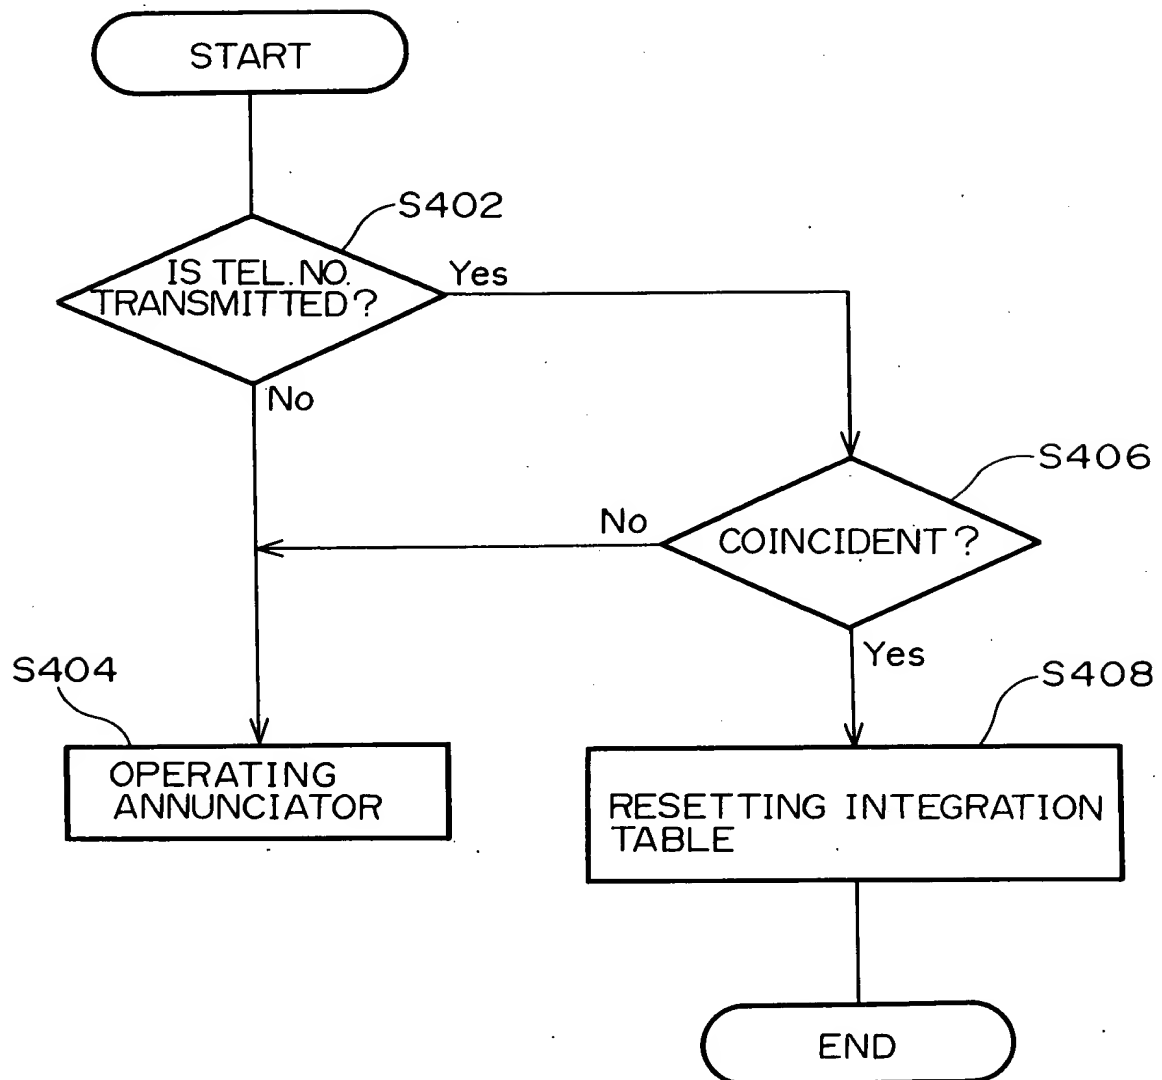 START
S402
IS TEL. NO.
TRANSMITTED?
Yes
No
S406
No
COINCIDENT?
Yes
S404
S408
OPERATING
ANNUNCIATOR
RESETTING INTEGRATION
TABLE
END